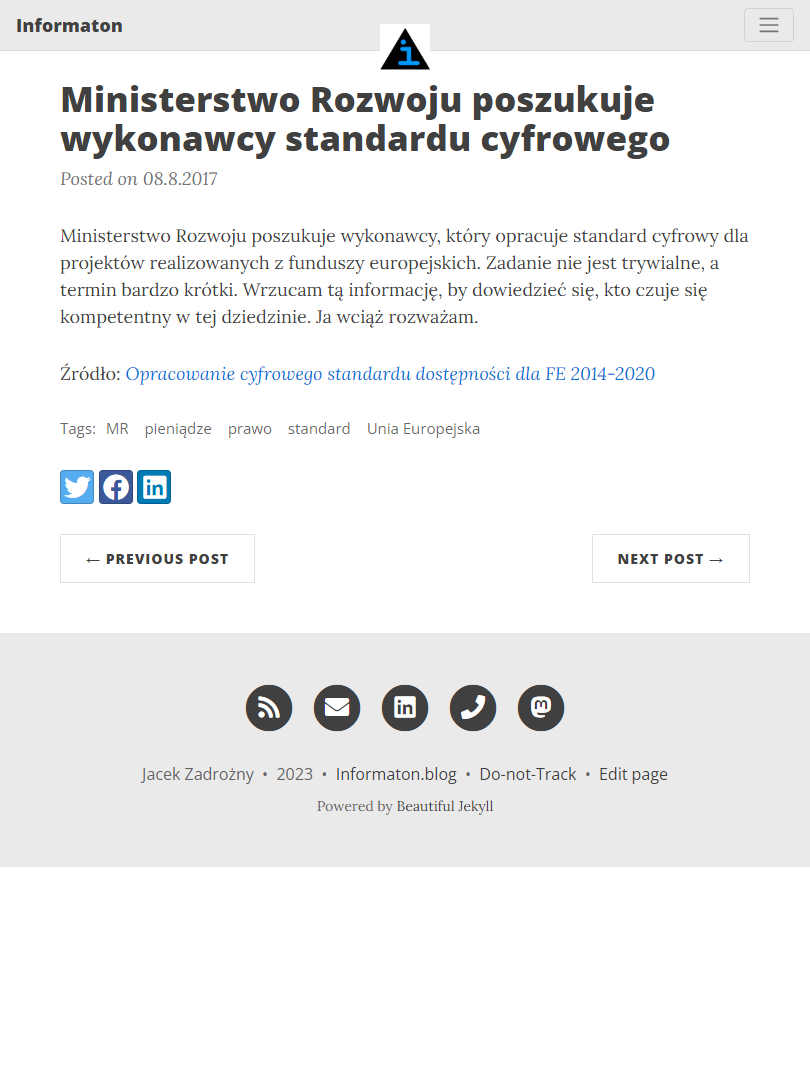 Informaton
Ministerstwo Rozwoju poszukuje
wykonawcy standardu cyfrowego
Posted on 08.8.2017
Ministerstwo Rozwoju poszukuje wykonawcy, który opracuje standard cyfrowy dla
projektów realizowanych z funduszy europejskich. Zadanie nie jest trywialne, a
termin bardzo krótki. Wrzucam tą informację, by dowiedzieć się, kto czuje się
kompetentny w tej dziedzinie. Ja wciąż rozważam.
Źródło: Opracowanie cyfrowego standardu dostępności dla FE 2014-2020
Tags: MR pieniądze prawo standard Unia Europejska
← PREVIOUS POST
NEXT POST →
Jacek Zadrożny • 2023 • Informaton.blog • Do-not-Track • Edit page
Powered by Beautiful Jekyll